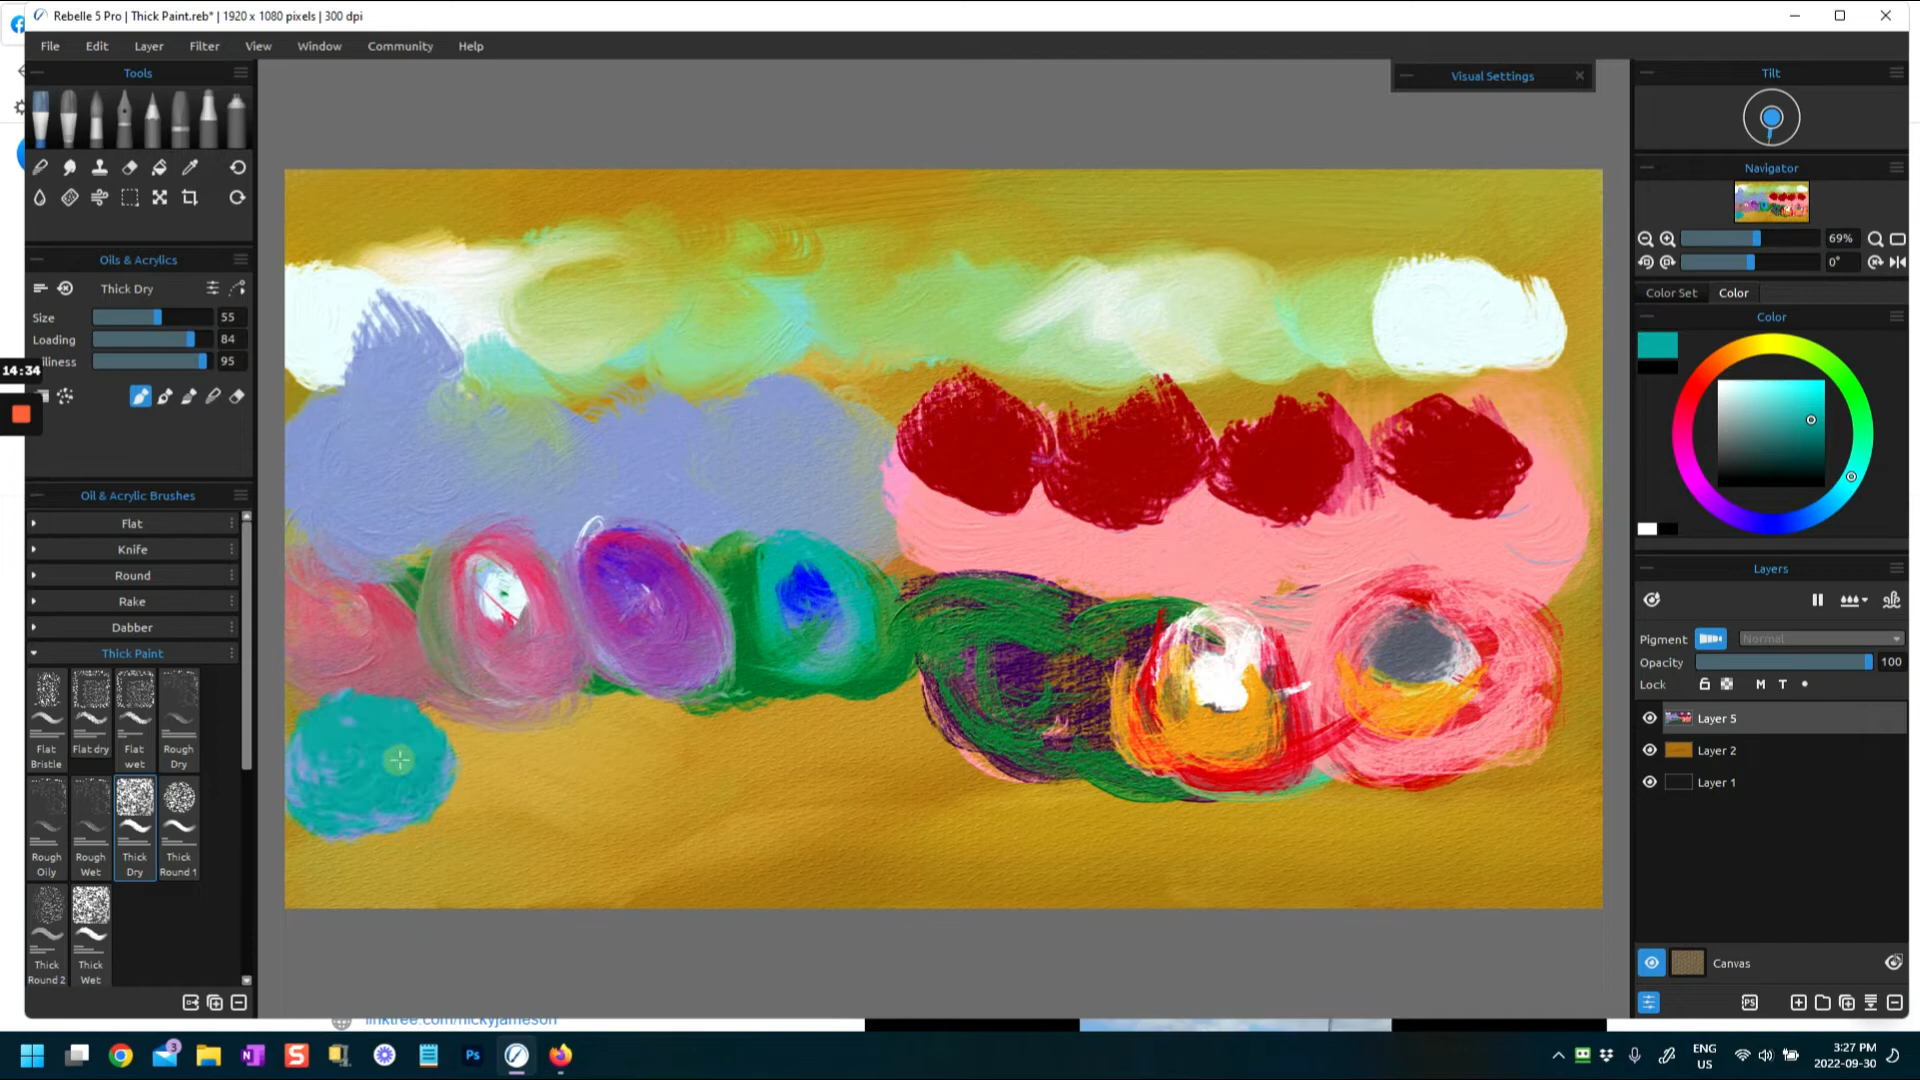 Rebelle 5 Pro | Thick Paint.reb* | 1920 x 1080 pixels | 300 dpi
File Edit Layer Filter View Window Community Help
Tools
Visual Settings
Tilt
Navigator
69%
0°
Oils & Acrylics
Thick Dry
Size 55
Loading 84
iliness 95
14:34
Color Set Color
Color
Oil & Acrylic Brushes
Flat
Knife
Round
Rake
Dabber
Thick Paint
Flat Bristle
Flat dry
Flat wet
Rough Dry
Rough Oily
Rough Wet
Thick Dry
Thick Round 1
Thick Round 2
Thick Wet
Layers
Pigment Normal
Opacity 100
Lock M T
Layer 5
Layer 2
Layer 1
Canvas
PS
linktree.com/nickyjameson
3
N
S
Ps
ENG
US
3:27 PM
2022-09-30